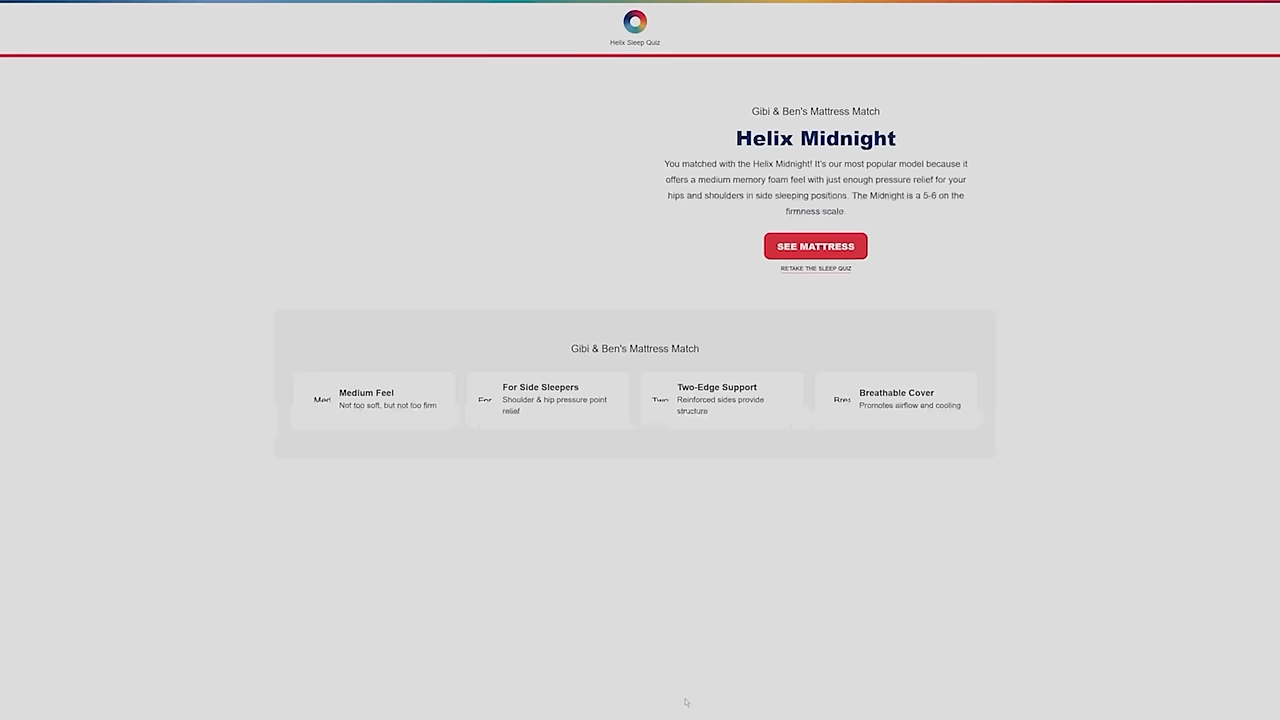 Helix Sleep Quiz
Gibi & Ben's Mattress Match
Helix Midnight
You matched with the Helix Midnight! It's our most popular model because it
offers a medium memory foam feel with just enough pressure relief for your
hips and shoulders in side sleeping positions. The Midnight is a 5-6 on the
firmness scale.
SEE MATTRESS
RETAKE THE SLEEP QUIZ
Gibi & Ben's Mattress Match
Med
Medium Feel
Not too soft, but not too firm
For
For Side Sleepers
Shoulder & hip pressure point
relief
Two
Two-Edge Support
Reinforced sides provide
structure
Brea
Breathable Cover
Promotes airflow and cooling